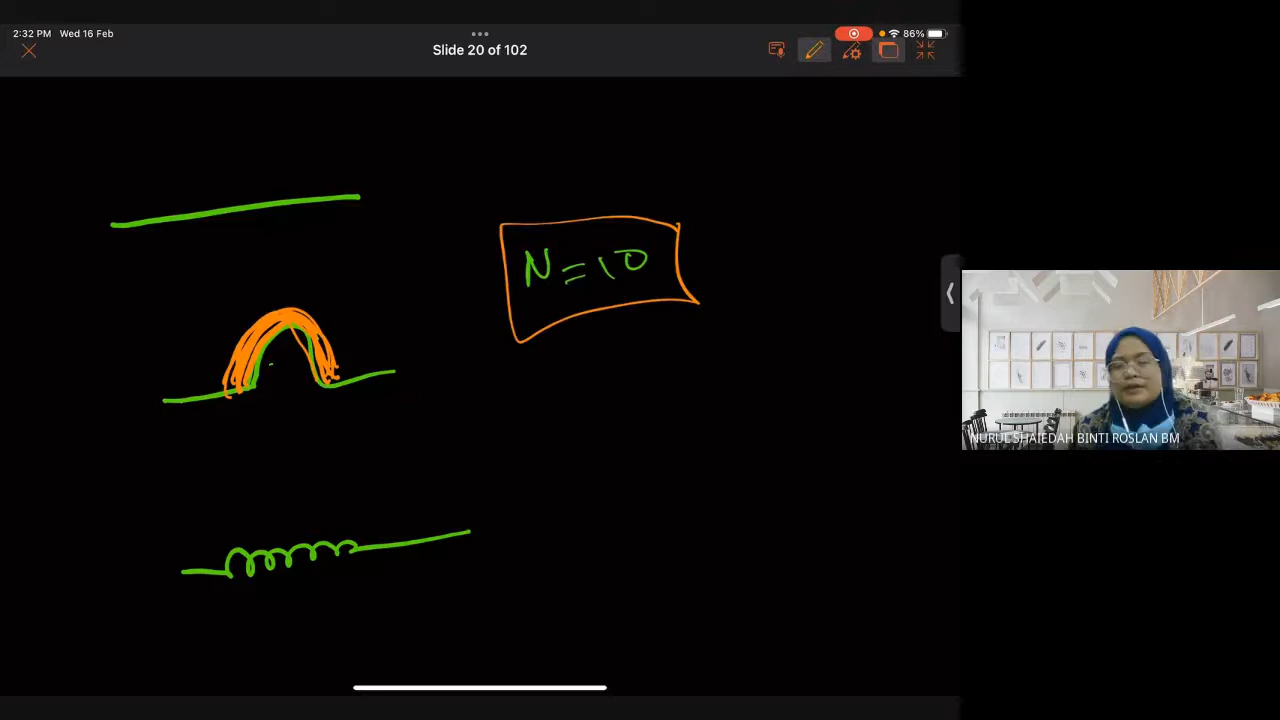 2:32 PM Wed 16 Feb
86%
Slide 20 of 102
N=10
NURUL SHAIEDAH BINTI ROSLAN BM